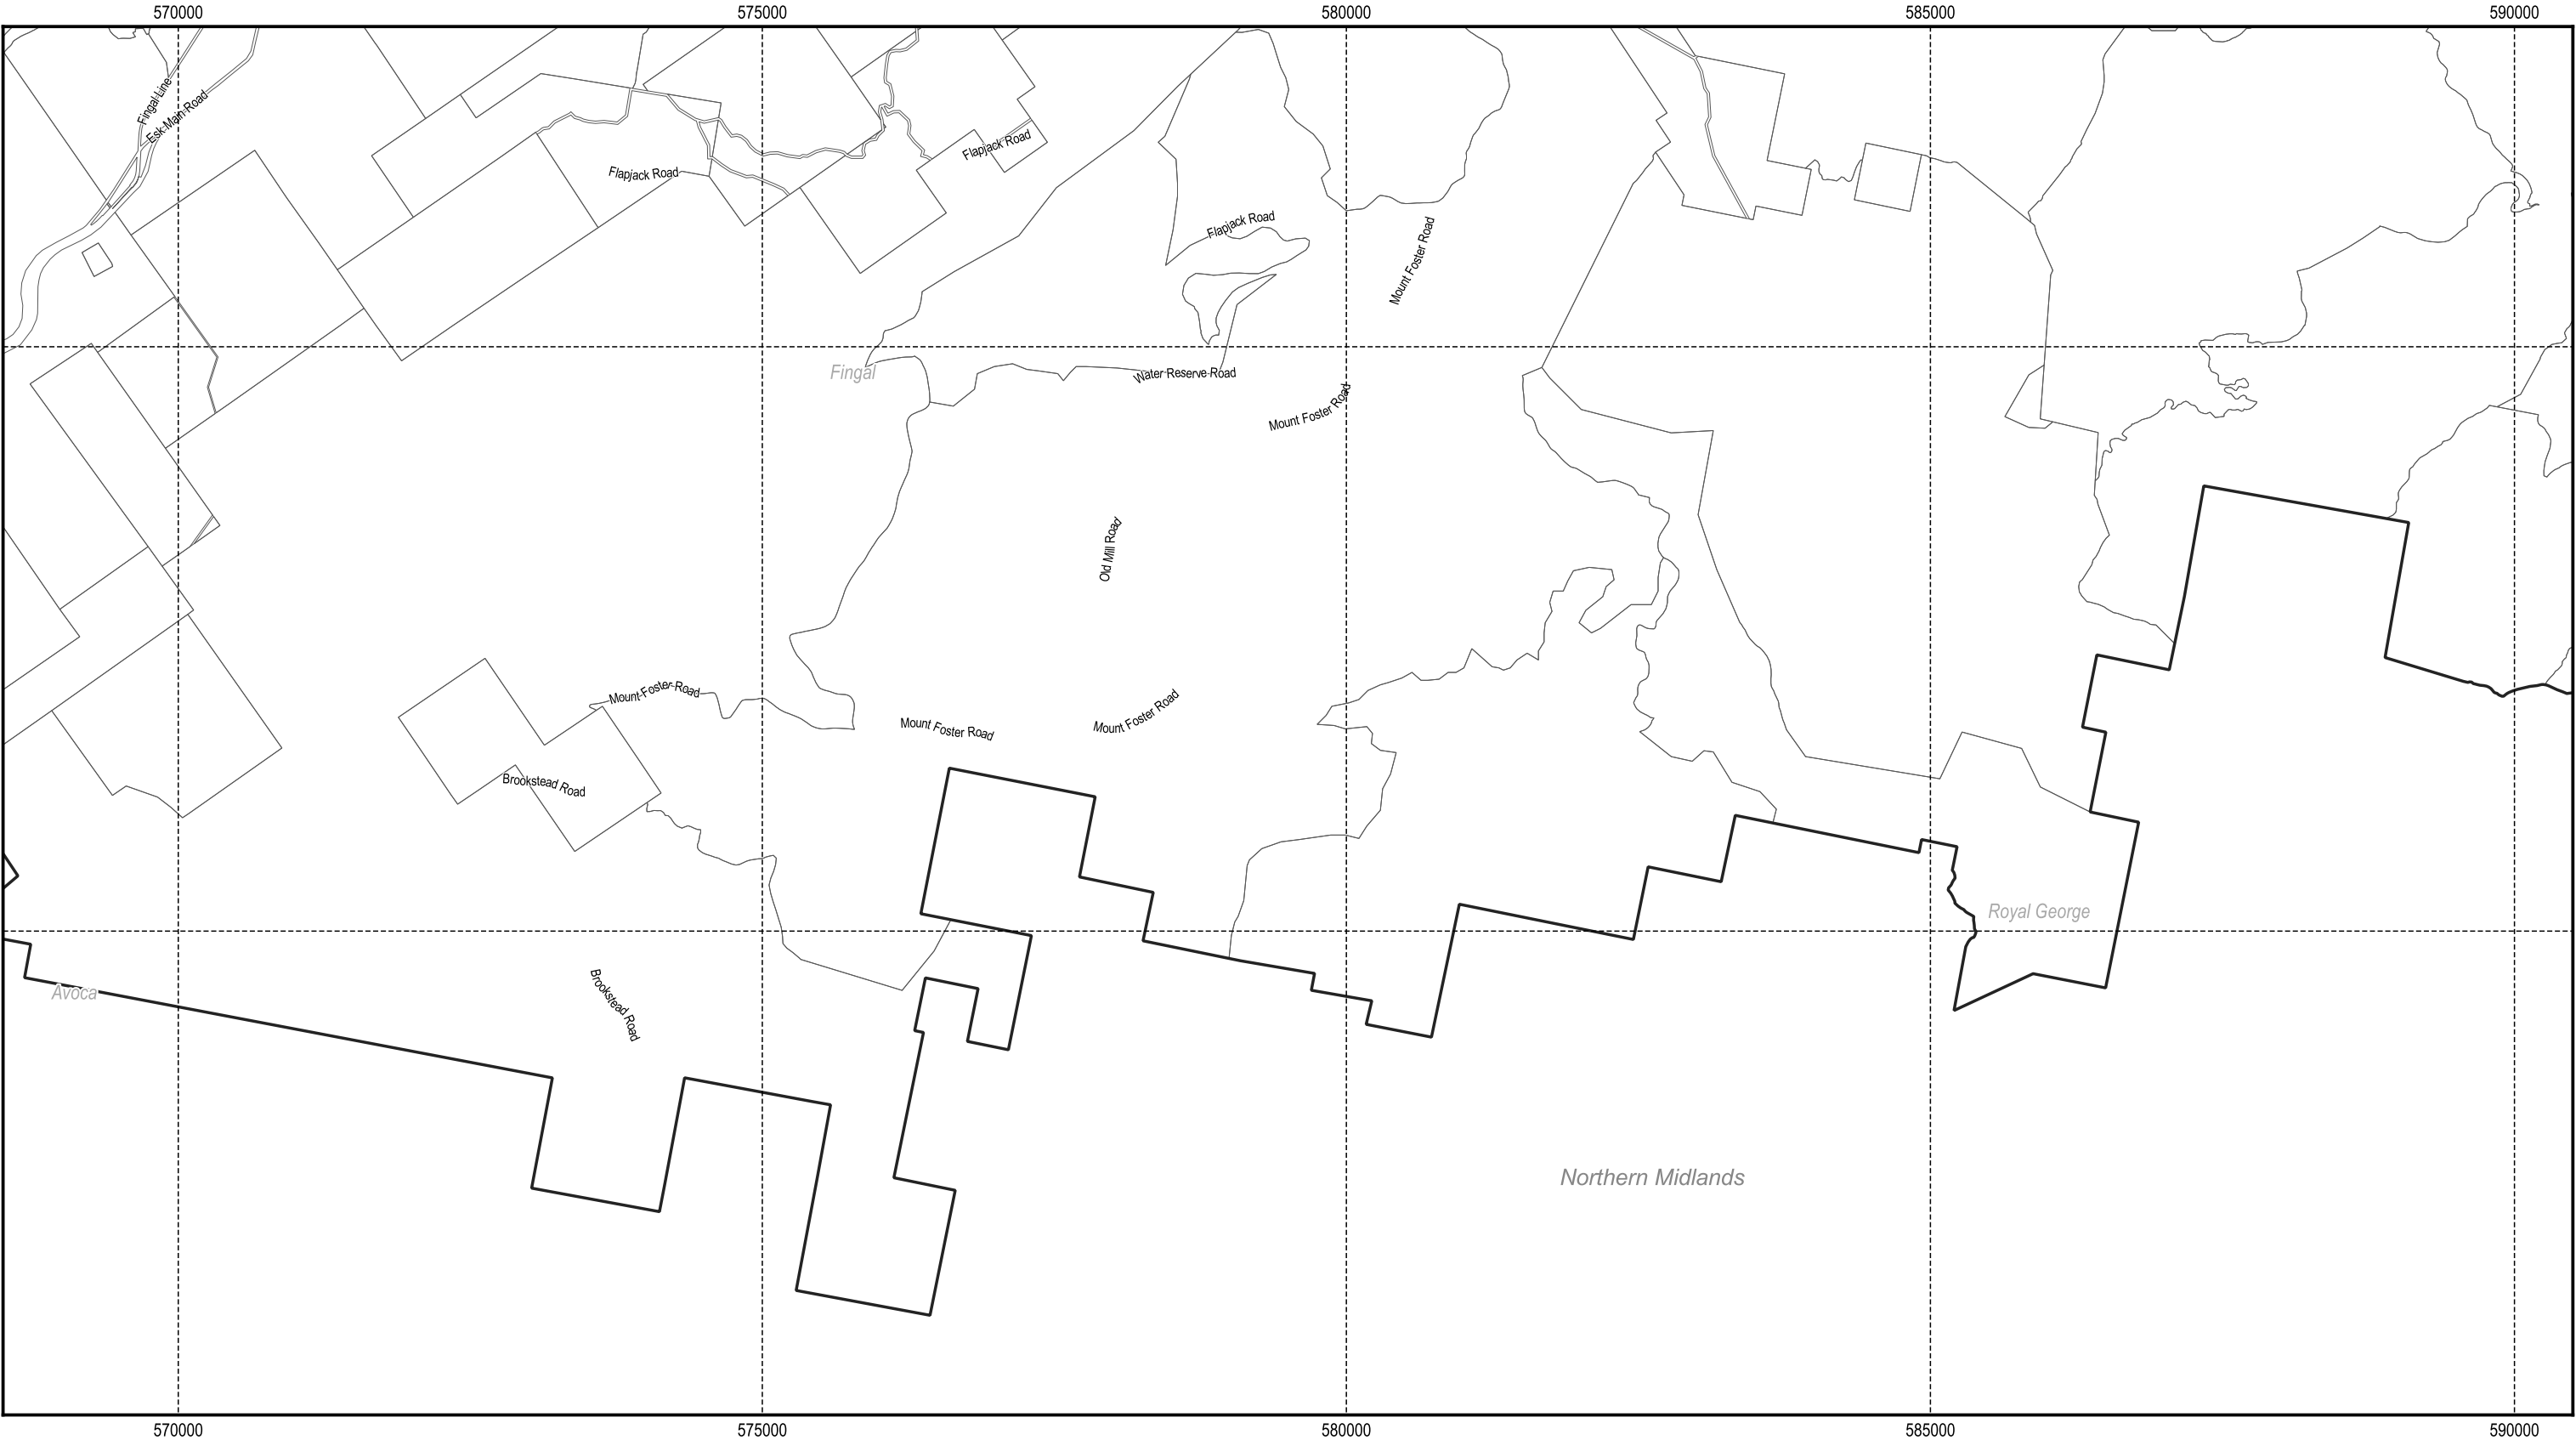 570000 575000 580000 585000 590000
Fingal Line
Esk Main Road
Flapjack Road
Flapjack Road
Flapjack Road
Mount Foster Road
Fingal
Water Reserve Road
Mount Foster Road
Old Mill Road
Mount Foster Road
Mount Foster Road
Mount Foster Road
Brookstead Road
Royal George
Avoca
Brookstead Road
Northern Midlands
570000 575000 580000 585000 590000